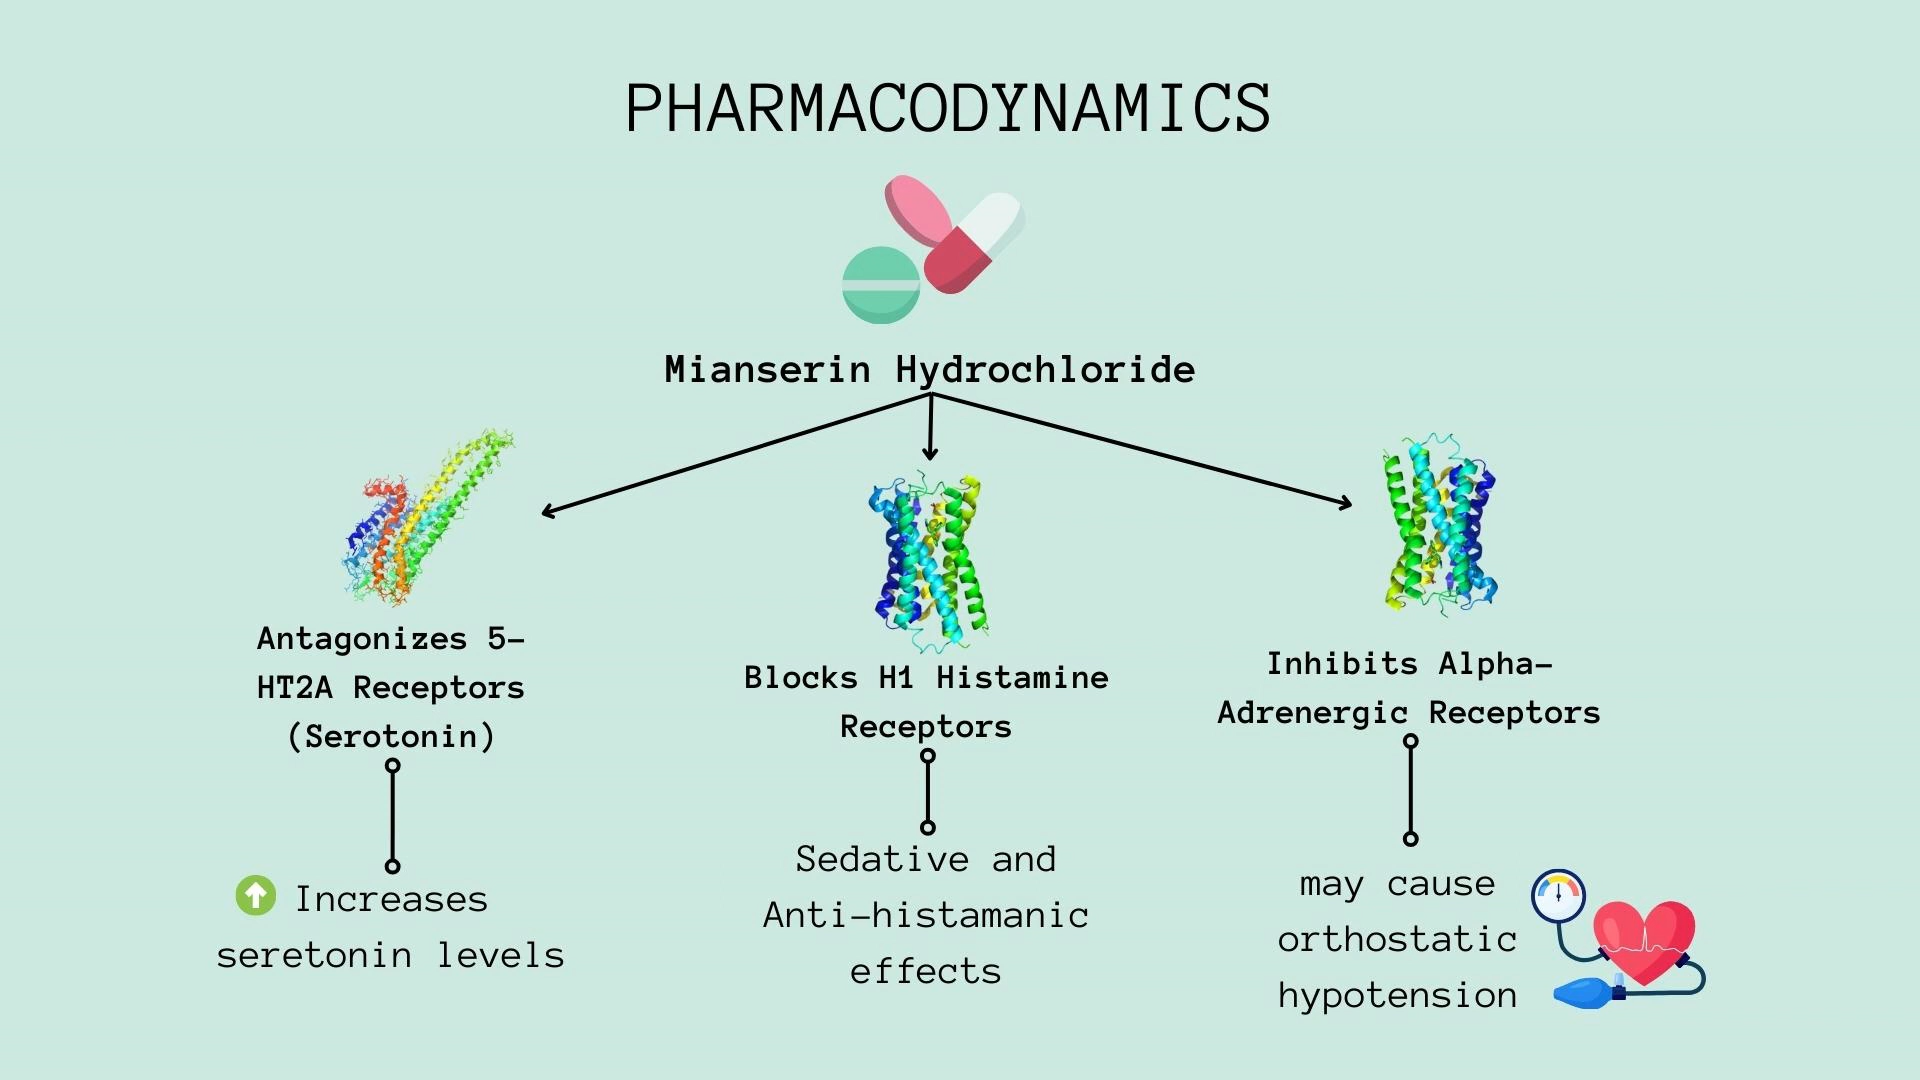 PHARMACODYNAMICS
Mianserin Hydrochloride
Antagonizes 5-
HT2A Receptors
(Serotonin)
Increases
seretonin levels
Blocks H1 Histamine
Receptors
Sedative and
Anti-histamanic
effects
Inhibits Alpha-
Adrenergic Receptors
may cause
orthostatic
hypotension